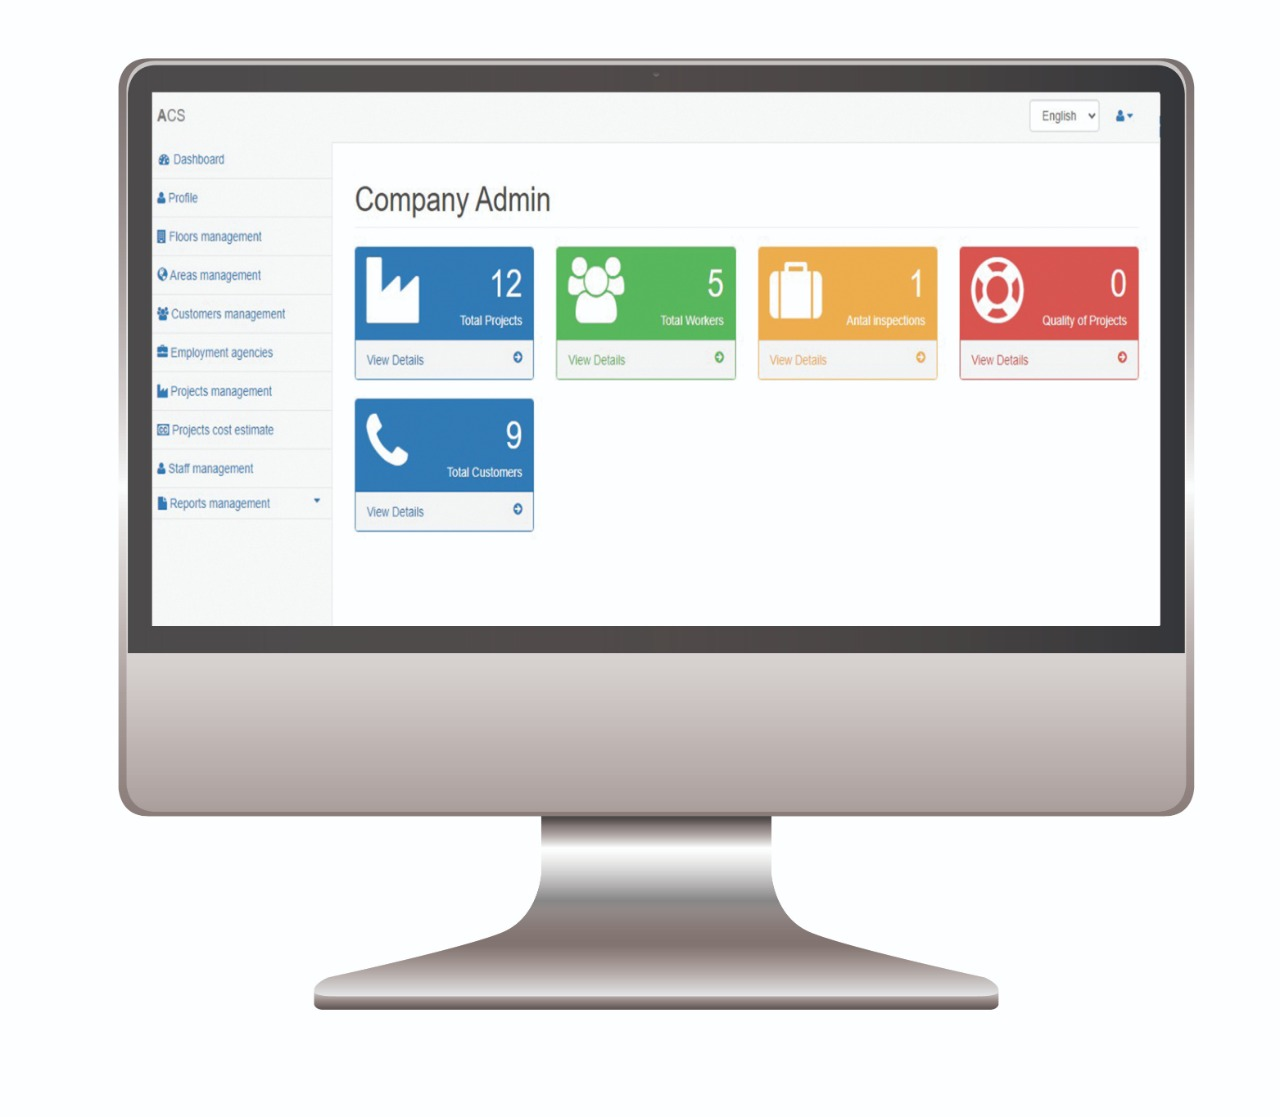 ACS
English
Dashboard
Profile
Floors management
Areas management
Customers management
Employment agencies
Projects management
Projects cost estimate
Staff management
Reports management
Company Admin
12
Total Projects
View Details
5
Total Workers
View Details
1
Antal inspections
View Details
0
Quality of Projects
View Details
9
Total Customers
View Details